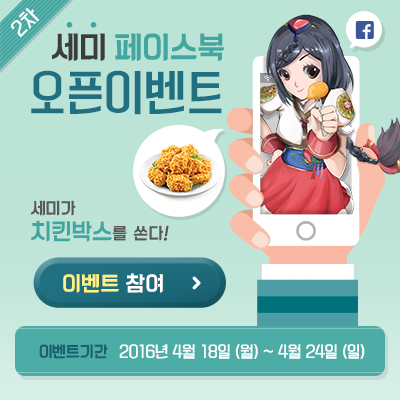 2차
세미 페이스북
오픈이벤트
세미가
치킨박스를 쏜다!
이벤트 참여
이벤트기간 2016년 4월 18일 (월) ~ 4월 24일 (일)